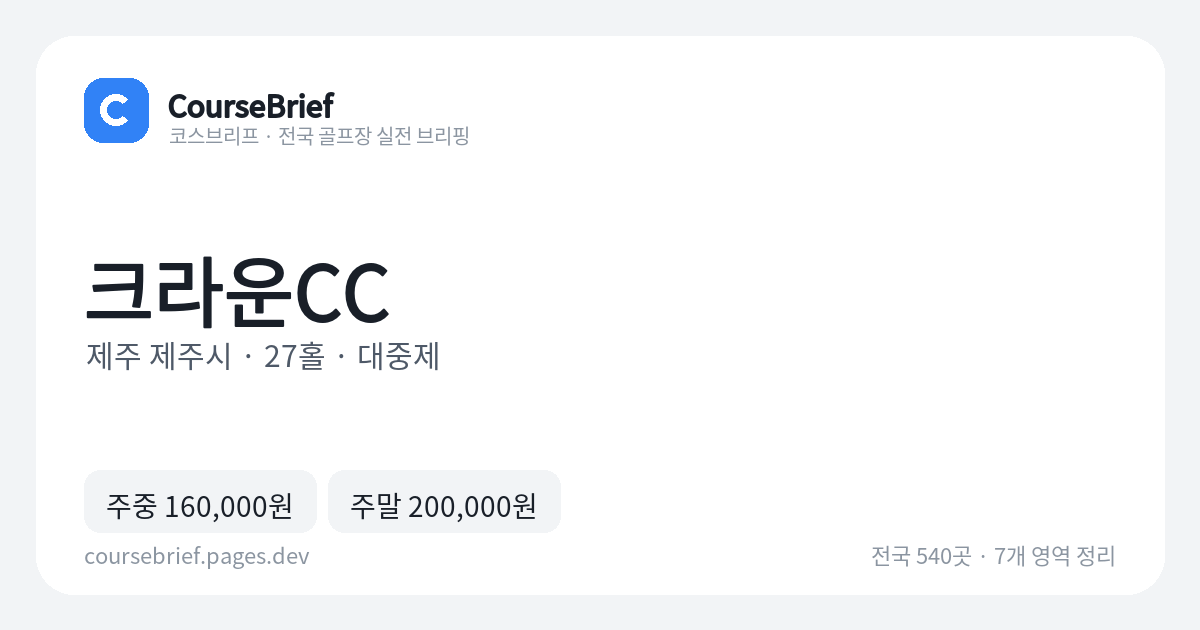 C
CourseBrief
코스브리프 · 전국 골프장 실전 브리핑
크라운CC
제주 제주시 · 27홀 · 대중제
주중 160,000원
주말 200,000원
coursebrief.pages.dev
전국 540곳 · 7개 영역 정리